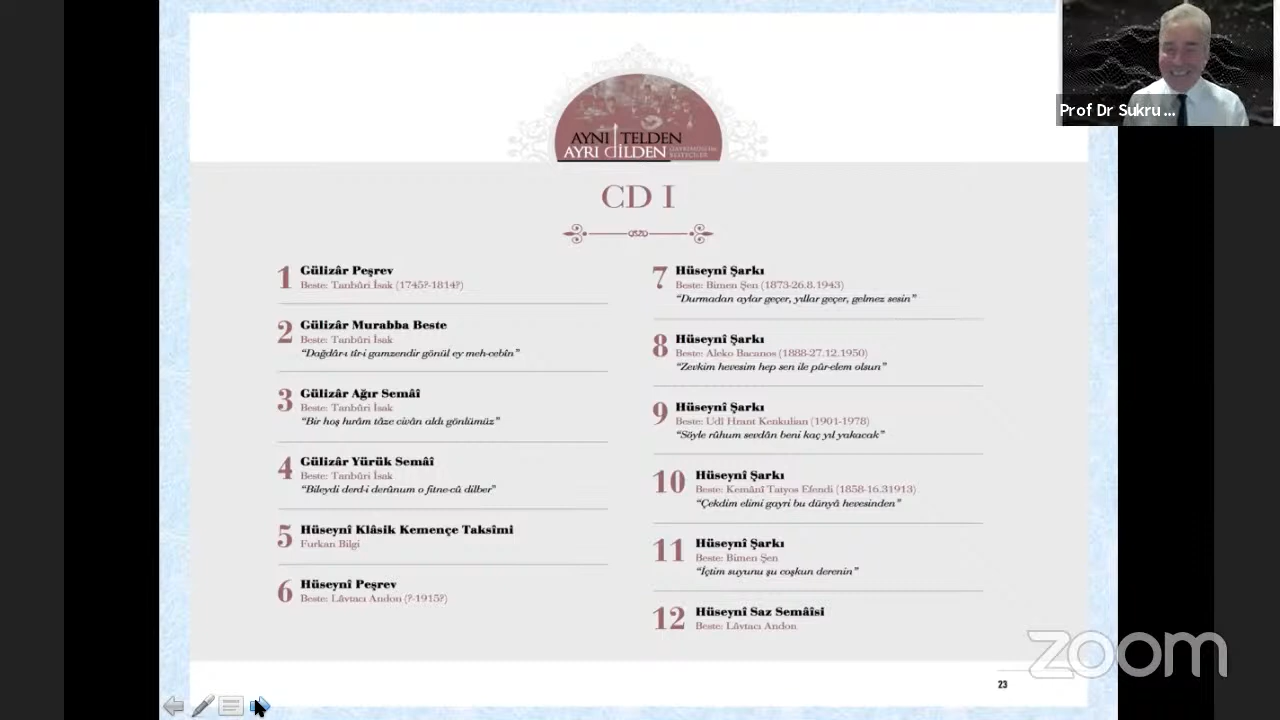 Prof Dr Sukru ...
AYNI TELDEN
AYRI DİLDEN
CD I
1 Gülizâr Peşrev
Beste: Tanbûri İsak (1745?-1814?)
2 Gülizâr Murabba Beste
Beste: Tanbûri İsak
“Dağdâr-ı tîr-i gamzendir gönül ey meh-cebîn”
3 Gülizâr Ağır Semâî
Beste: Tanbûri İsak
“Bir hoş hırâm tâze civân aldı gönlümüz”
4 Gülizâr Yürük Semâî
Beste: Tanbûri İsak
“Bileydi derd-i derûnum o fitne-cû dilber”
5 Hüseynî Klâsik Kemençe Taksîmi
Furkan Bilgi
6 Hüseynî Peşrev
Beste: Lâvtacı Andon (?-1915?)
7 Hüseynî Şarkı
Beste: Bimen Şen (1873-26.8.1943)
“Durmadan aylar geçer, yıllar geçer, gelmez sesin”
8 Hüseynî Şarkı
Beste: Aleko Bacanos (1888-27.12.1950)
“Zevkim hevesim hep sen ile pür-elem olsun”
9 Hüseynî Şarkı
Beste: Udî Hrant Kenkulian (1901-1978)
“Söyle rûhum sevdân beni kaç yıl yakacak”
10 Hüseynî Şarkı
Beste: Kemânî Tatyos Efendi (1858-16.31913)
“Çekdim elimi gayri bu dünyâ hevesinden”
11 Hüseynî Şarkı
Beste: Bimen Şen
“İçtim suyunu şu coşkun derenin”
12 Hüseynî Saz Semâîsi
Beste: Lâvtacı Andon
23
zoom